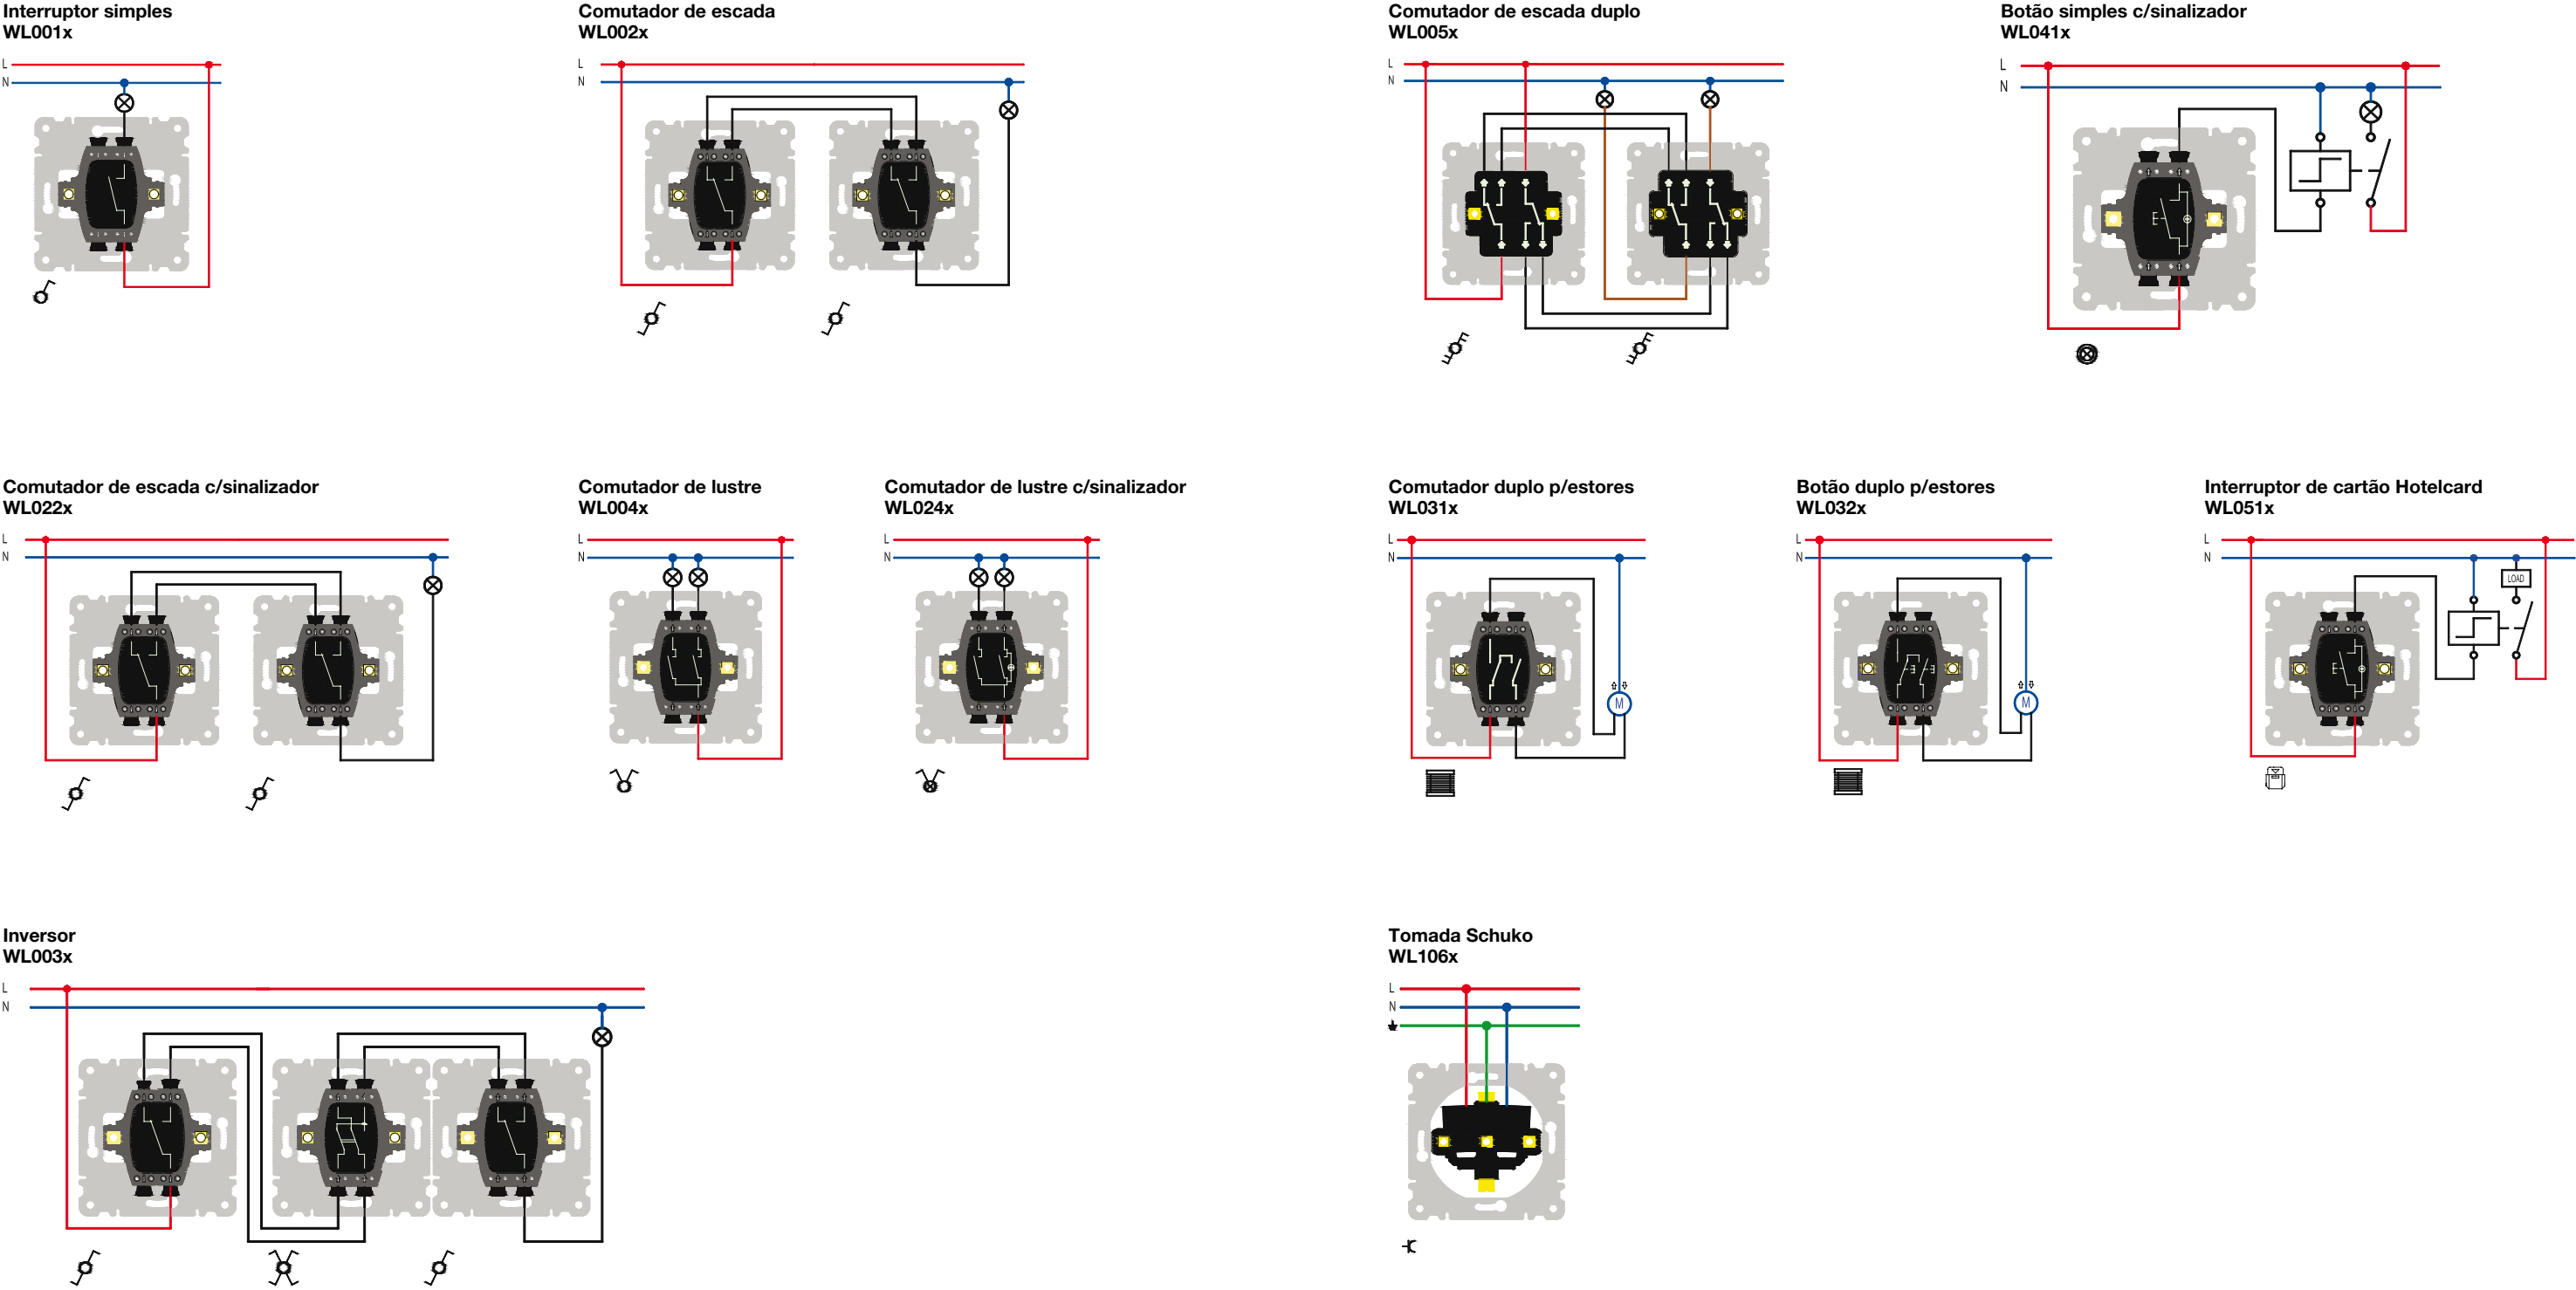 Interruptor simples
WL001x
L
N
Comutador de escada
WL002x
L
N
Comutador de escada duplo
WL005x
L
N
Botão simples c/sinalizador
WL041x
L
N
Comutador de escada c/sinalizador
WL022x
L
N
Comutador de lustre
WL004x
L
N
Comutador de lustre c/sinalizador
WL024x
L
N
Comutador duplo p/estores
WL031x
L
N
M
Botão duplo p/estores
WL032x
L
N
M
Interruptor de cartão Hotelcard
WL051x
L
N
LOAD
Inversor
WL003x
L
N
Tomada Schuko
WL106x
L
N